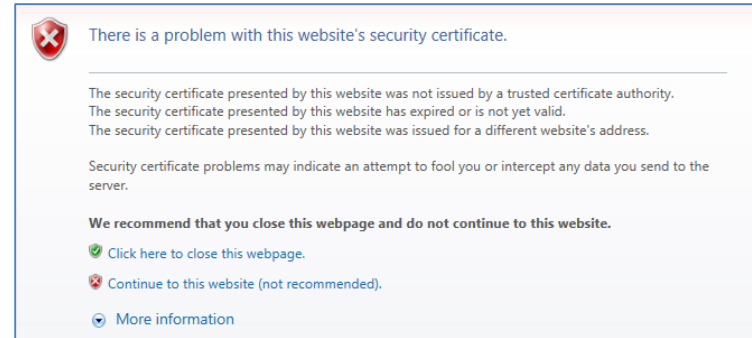 There is a problem with this website's security certificate.
The security certificate presented by this website was not issued by a trusted certificate authority.
The security certificate presented by this website has expired or is not yet valid.
The security certificate presented by this website was issued for a different website's address.
Security certificate problems may indicate an attempt to fool you or intercept any data you send to the
server.
We recommend that you close this webpage and do not continue to this website.
Click here to close this webpage.
Continue to this website (not recommended).
More information